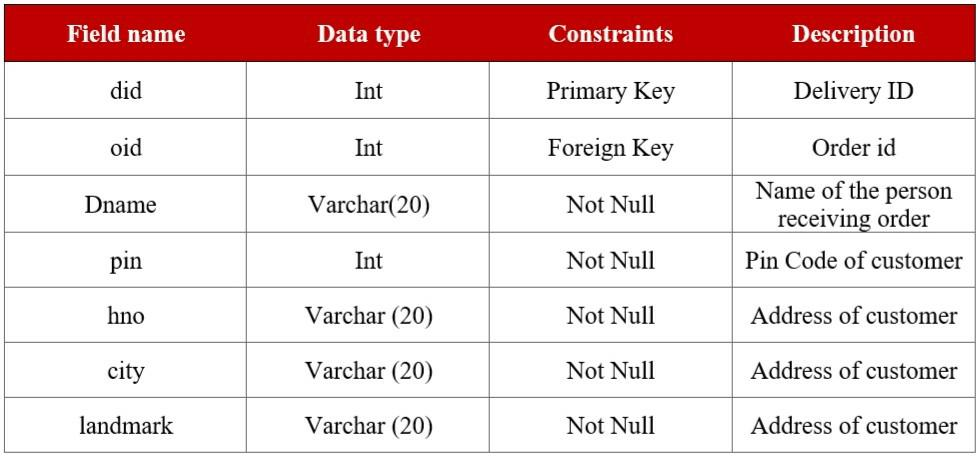 Field name Data type Constraints Description
did Int Primary Key Delivery ID
oid Int Foreign Key Order id
Dname Varchar(20) Not Null Name of the person
receiving order
pin Int Not Null Pin Code of customer
hno Varchar (20) Not Null Address of customer
city Varchar (20) Not Null Address of customer
landmark Varchar (20) Not Null Address of customer